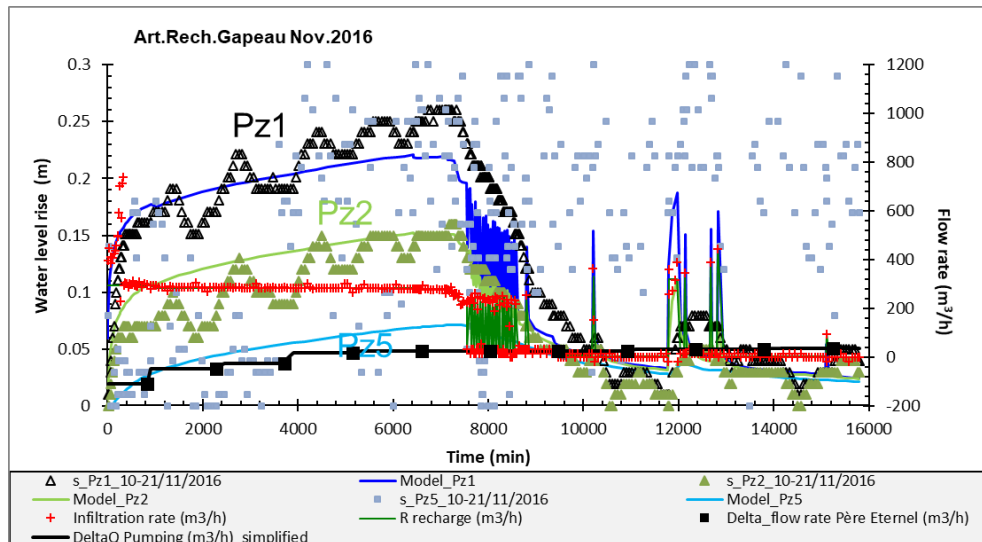 Art.Rech.Gapeau Nov.2016
0.3
0.25
0.2
0.15
0.1
0.05
0
Water level rise (m)
Pz1
Pz2
Pz5
1200
1000
800
600
400
200
0
-200
Flow rate (m³/h)
0 2000 4000 6000 8000 10000 12000 14000 16000
Time (min)
s_Pz1_10-21/11/2016 Model_Pz1 s_Pz2_10-21/11/2016
Model_Pz2 s_Pz5_10-21/11/2016 Model_Pz5
Infiltration rate (m3/h) R recharge (m3/h) Delta_flow rate Père Eternel (m3/h)
DeltaQ Pumping (m3/h) simplified